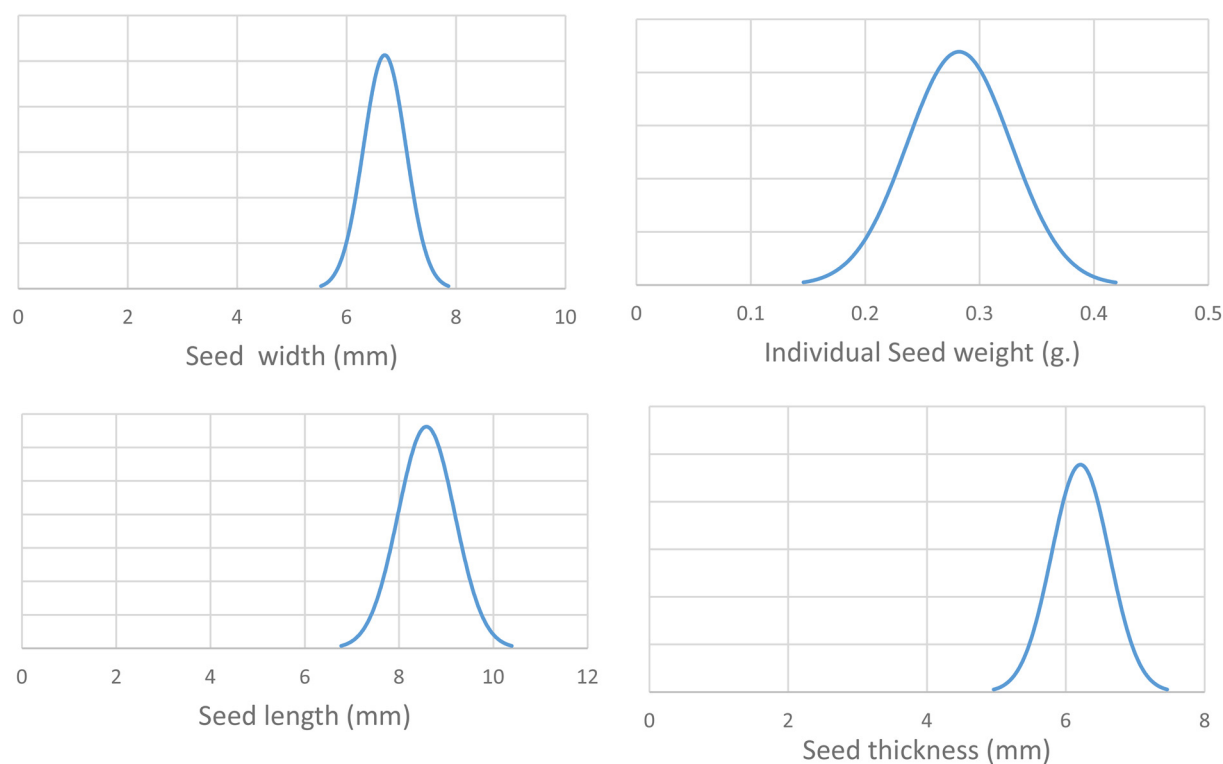 0 2 4 6 8 10
Seed width (mm)
0 0.1 0.2 0.3 0.4 0.5
Individual Seed weight (g.)
0 2 4 6 8 10 12
Seed length (mm)
0 2 4 6 8
Seed thickness (mm)